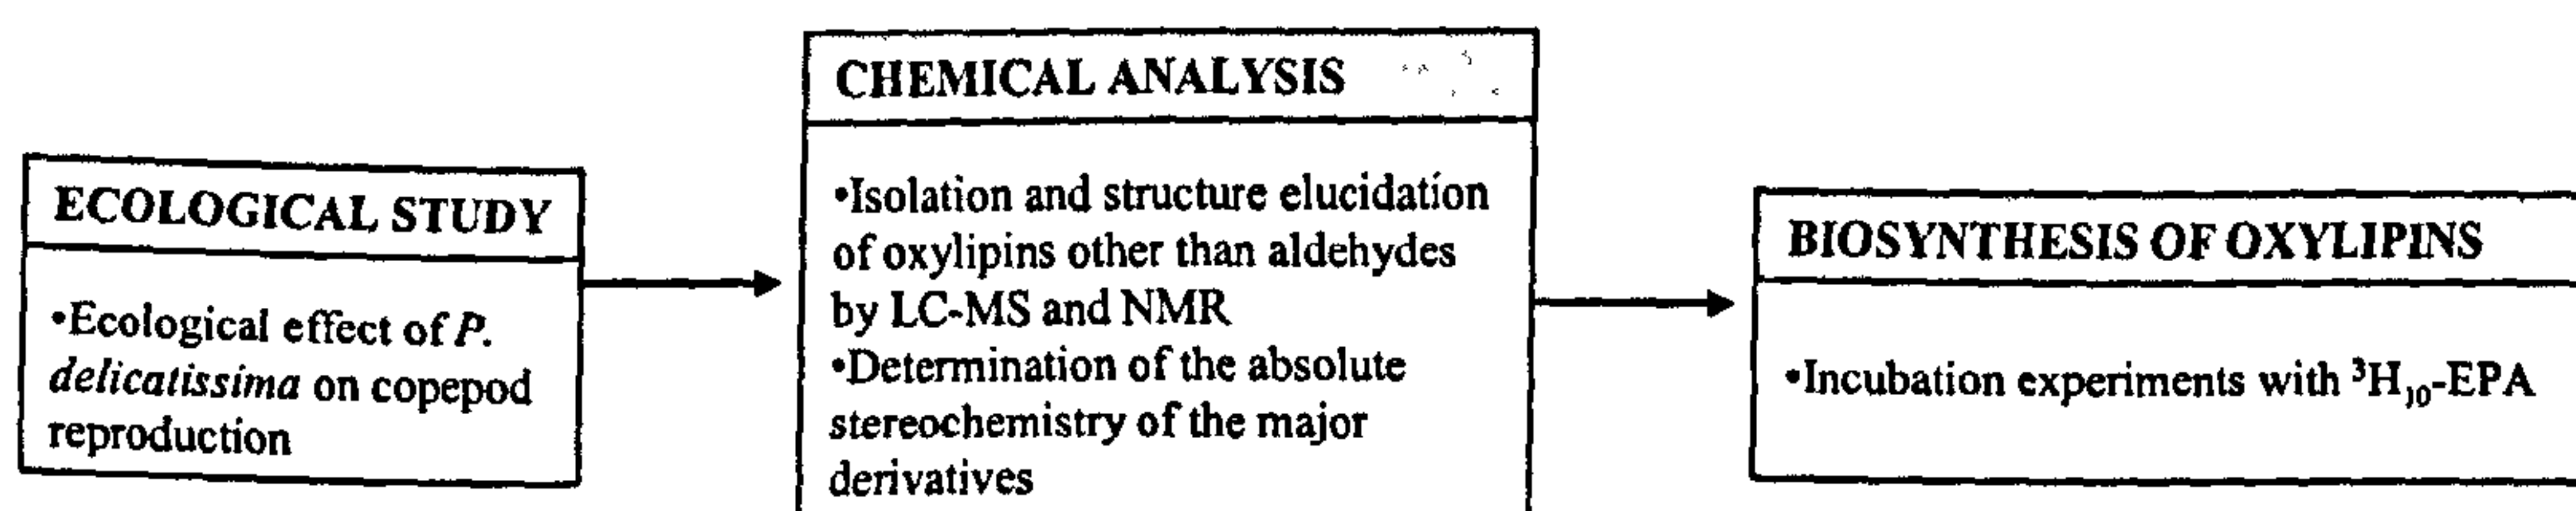 ECOLOGICAL STUDY
•Ecological effect of P.
delicatissima on copepod
reproduction
CHEMICAL ANALYSIS
•Isolation and structure elucidation
of oxylipins other than aldehydes
by LC-MS and NMR
•Determination of the absolute
stereochemistry of the major
derivatives
BIOSYNTHESIS OF OXYLIPINS
•Incubation experiments with ³H₁₀-EPA